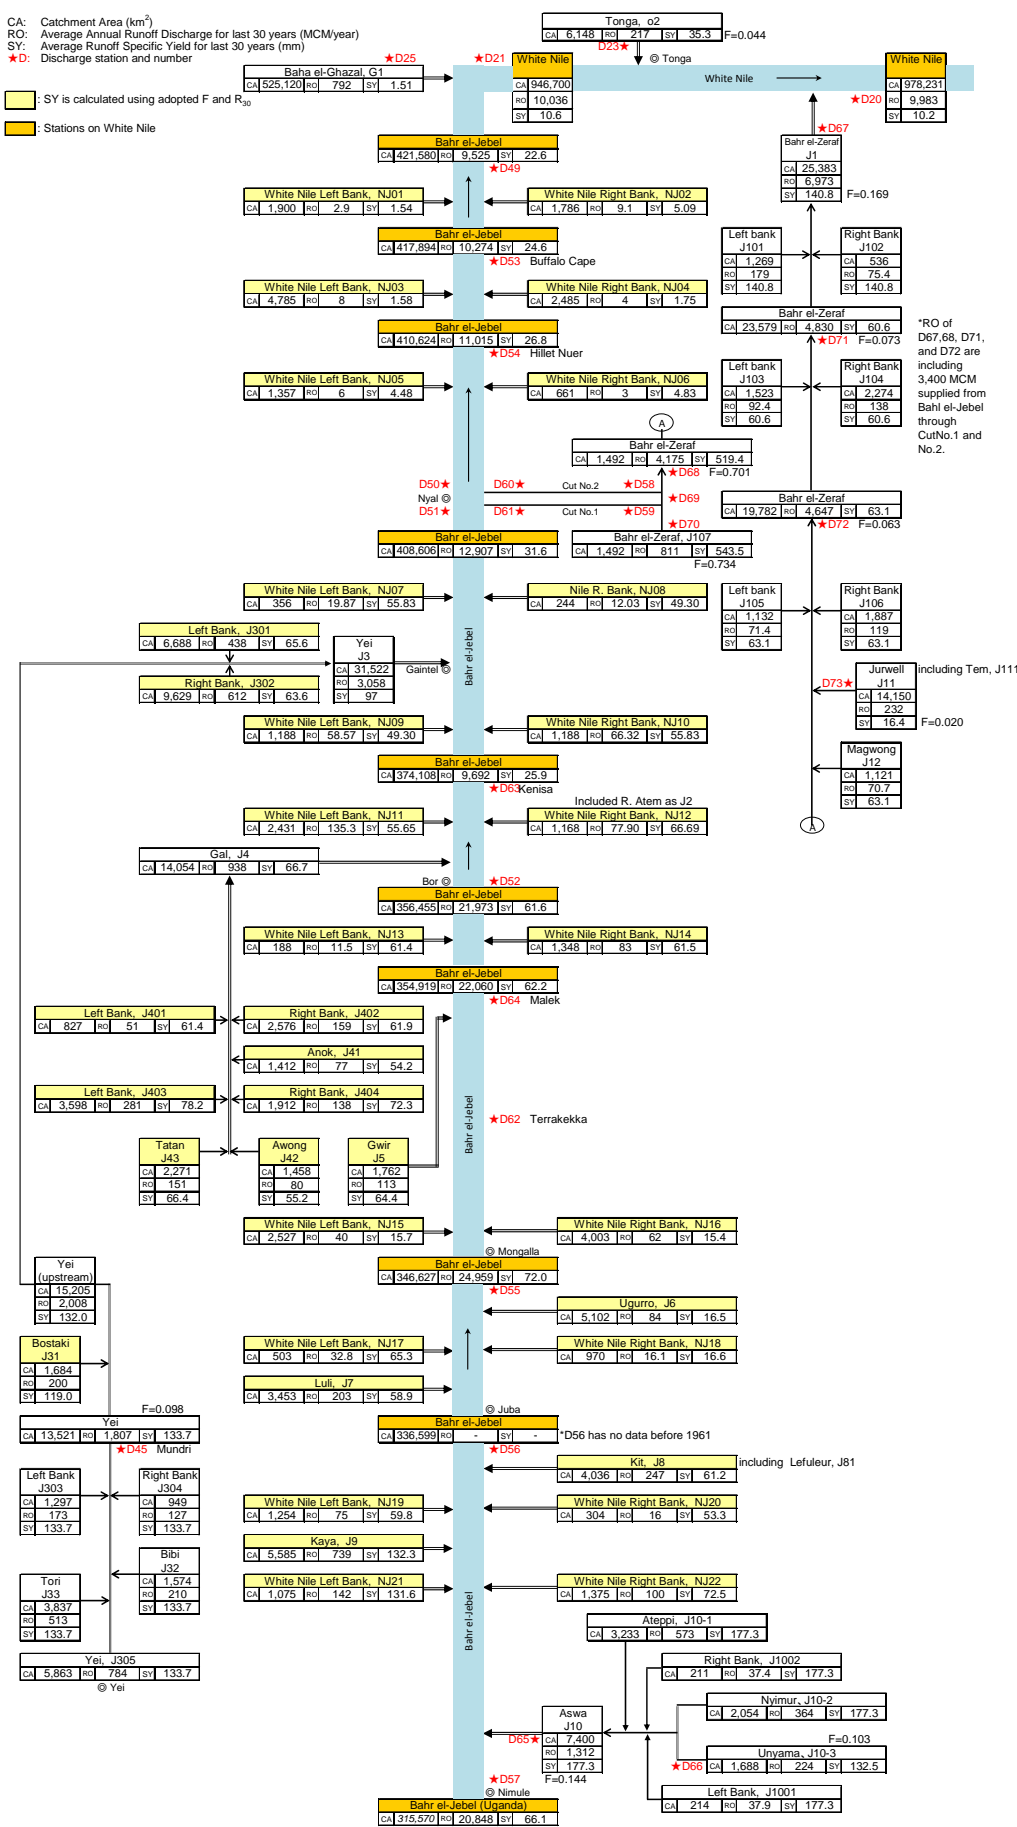 CA: Catchment Area (km²)
RO: Average Annual Runoff Discharge for last 30 years (MCM/year)
SY: Average Runoff Specific Yield for last 30 years (mm)
★D: Discharge station and number
: SY is calculated using adopted F and R30
: Stations on White Nile
Tonga, o2
CA 6,148 RO 217 SY 35.3 F=0.044
D23★
◎ Tonga
★D25
★D21
Baha el-Ghazal, G1
CA 525,120 RO 792 SY 1.51
White Nile
CA 946,700
RO 10,036
SY 10.6
White Nile
White Nile
CA 978,231
RO 9,983
SY 10.2
★D20
★D67
Bahr el-Zeraf
J1
CA 25,383
RO 6,973
SY 140.8 F=0.169
Bahr el-Jebel
CA 421,580 RO 9,525 SY 22.6
★D49
White Nile Left Bank, NJ01
CA 1,900 RO 2.9 SY 1.54
White Nile Right Bank, NJ02
CA 1,786 RO 9.1 SY 5.09
Bahr el-Jebel
CA 417,894 RO 10,274 SY 24.6
★D53 Buffalo Cape
Left bank
J101
CA 1,269
RO 179
SY 140.8
Right Bank
J102
CA 536
RO 75.4
SY 140.8
White Nile Left Bank, NJ03
CA 4,785 RO 8 SY 1.58
White Nile Right Bank, NJ04
CA 2,485 RO 4 SY 1.75
Bahr el-Jebel
CA 410,624 RO 11,015 SY 26.8
★D54 Hillet Nuer
Bahr el-Zeraf
CA 23,579 RO 4,830 SY 60.6
★D71 F=0.073
*RO of
D67,68, D71,
and D72 are
including
3,400 MCM
supplied from
Bahl el-Jebel
through
CutNo.1 and
No.2.
White Nile Left Bank, NJ05
CA 1,357 RO 6 SY 4.48
White Nile Right Bank, NJ06
CA 661 RO 3 SY 4.83
Left bank
J103
CA 1,523
RO 92.4
SY 60.6
Right Bank
J104
CA 2,274
RO 138
SY 60.6
A
Bahr el-Zeraf
CA 1,492 RO 4,175 SY 519.4
★D68 F=0.701
D50★ D60★ Cut No.2 ★D58
Nyal ◎
★D69
D51★ D61★ Cut No.1 ★D59
★D70
Bahr el-Zeraf
CA 19,782 RO 4,647 SY 63.1
★D72 F=0.063
Bahr el-Jebel
CA 408,606 RO 12,907 SY 31.6
Bahr el-Zeraf, J107
CA 1,492 RO 811 SY 543.5
F=0.734
White Nile Left Bank, NJ07
CA 356 RO 19.87 SY 55.83
Nile R. Bank, NJ08
CA 244 RO 12.03 SY 49.30
Left bank
J105
CA 1,132
RO 71.4
SY 63.1
Right Bank
J106
CA 1,887
RO 119
SY 63.1
Left Bank, J301
CA 6,688 RO 438 SY 65.6
Yei
J3
CA 31,522
RO 3,058
SY 97
Gaintel ◎
Bahr el-Jebel
Right Bank, J302
CA 9,629 RO 612 SY 63.6
Jurwell
J11
CA 14,150
RO 232
SY 16.4
including Tem, J111
D73★
F=0.020
White Nile Left Bank, NJ09
CA 1,188 RO 58.57 SY 49.30
White Nile Right Bank, NJ10
CA 1,188 RO 66.32 SY 55.83
Magwong
J12
CA 1,121
RO 70.7
SY 63.1
A
Bahr el-Jebel
CA 374,108 RO 9,692 SY 25.9
★D63 Kenisa
Included R. Atem as J2
White Nile Left Bank, NJ11
CA 2,431 RO 135.3 SY 55.65
White Nile Right Bank, NJ12
CA 1,168 RO 77.90 SY 66.69
Gal, J4
CA 14,054 RO 938 SY 66.7
Bor ◎ ★D52
Bahr el-Jebel
CA 356,455 RO 21,973 SY 61.6
White Nile Left Bank, NJ13
CA 188 RO 11.5 SY 61.4
White Nile Right Bank, NJ14
CA 1,348 RO 83 SY 61.5
Bahr el-Jebel
CA 354,919 RO 22,060 SY 62.2
★D64 Malek
Left Bank, J401
CA 827 RO 51 SY 61.4
Right Bank, J402
CA 2,576 RO 159 SY 61.9
Anok, J41
CA 1,412 RO 77 SY 54.2
Left Bank, J403
CA 3,598 RO 281 SY 78.2
Right Bank, J404
CA 1,912 RO 138 SY 72.3
Bahr el-Jebel
★D62 Terrakekka
Tatan
J43
CA 2,271
RO 151
SY 66.4
Awong
J42
CA 1,458
RO 80
SY 55.2
Gwir
J5
CA 1,762
RO 113
SY 64.4
White Nile Left Bank, NJ15
CA 2,527 RO 40 SY 15.7
White Nile Right Bank, NJ16
CA 4,003 RO 62 SY 15.4
◎ Mongalla
Bahr el-Jebel
CA 346,627 RO 24,959 SY 72.0
★D55
Yei
(upstream)
CA 15,205
RO 2,008
SY 132.0
Ugurro, J6
CA 5,102 RO 84 SY 16.5
Bostaki
J31
CA 1,684
RO 200
SY 119.0
White Nile Left Bank, NJ17
CA 503 RO 32.8 SY 65.3
White Nile Right Bank, NJ18
CA 970 RO 16.1 SY 16.6
Luli, J7
CA 3,453 RO 203 SY 58.9
◎ Juba
F=0.098
Yei
CA 13,521 RO 1,807 SY 133.7
★D45 Mundri
Bahr el-Jebel
CA 336,599 RO - SY - *D56 has no data before 1961
★D56
Kit, J8
CA 4,036 RO 247 SY 61.2
including Lefuleur, J81
Left Bank
J303
CA 1,297
RO 173
SY 133.7
Right Bank
J304
CA 949
RO 127
SY 133.7
White Nile Left Bank, NJ19
CA 1,254 RO 75 SY 59.8
White Nile Right Bank, NJ20
CA 304 RO 16 SY 53.3
Kaya, J9
CA 5,585 RO 739 SY 132.3
Bibi
J32
CA 1,574
RO 210
SY 133.7
Tori
J33
CA 3,837
RO 513
SY 133.7
White Nile Left Bank, NJ21
CA 1,075 RO 142 SY 131.6
White Nile Right Bank, NJ22
CA 1,375 RO 100 SY 72.5
Bahr el-Jebel
Ateppi, J10-1
CA 3,233 RO 573 SY 177.3
Yei, J305
CA 5,863 RO 784 SY 133.7
◎ Yei
Right Bank, J1002
CA 211 RO 37.4 SY 177.3
Nyimur, J10-2
CA 2,054 RO 364 SY 177.3
Aswa
J10
CA 7,400
RO 1,312
SY 177.3
F=0.144
D65★
F=0.103
Unyama, J10-3
★D66 CA 1,688 RO 224 SY 132.5
★D57
◎ Nimule
Left Bank, J1001
CA 214 RO 37.9 SY 177.3
Bahr el-Jebel (Uganda)
CA 315,570 RO 20,848 SY 66.1